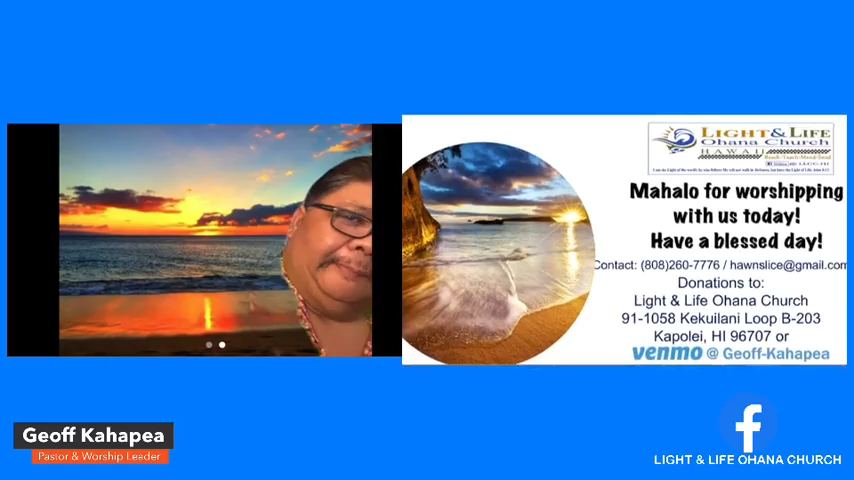 LIGHT & LIFE
Ohana Church
HAWAII
Mahalo for worshipping
with us today!
Have a blessed day!
Contact: (808)260-7776 / hawnslice@gmail.com
Donations to:
Light & Life Ohana Church
91-1058 Kekuilani Loop B-203
Kapolei, HI 96707 or
venmo @ Geoff-Kahapea
Geoff Kahapea
Pastor & Worship Leader
LIGHT & LIFE OHANA CHURCH